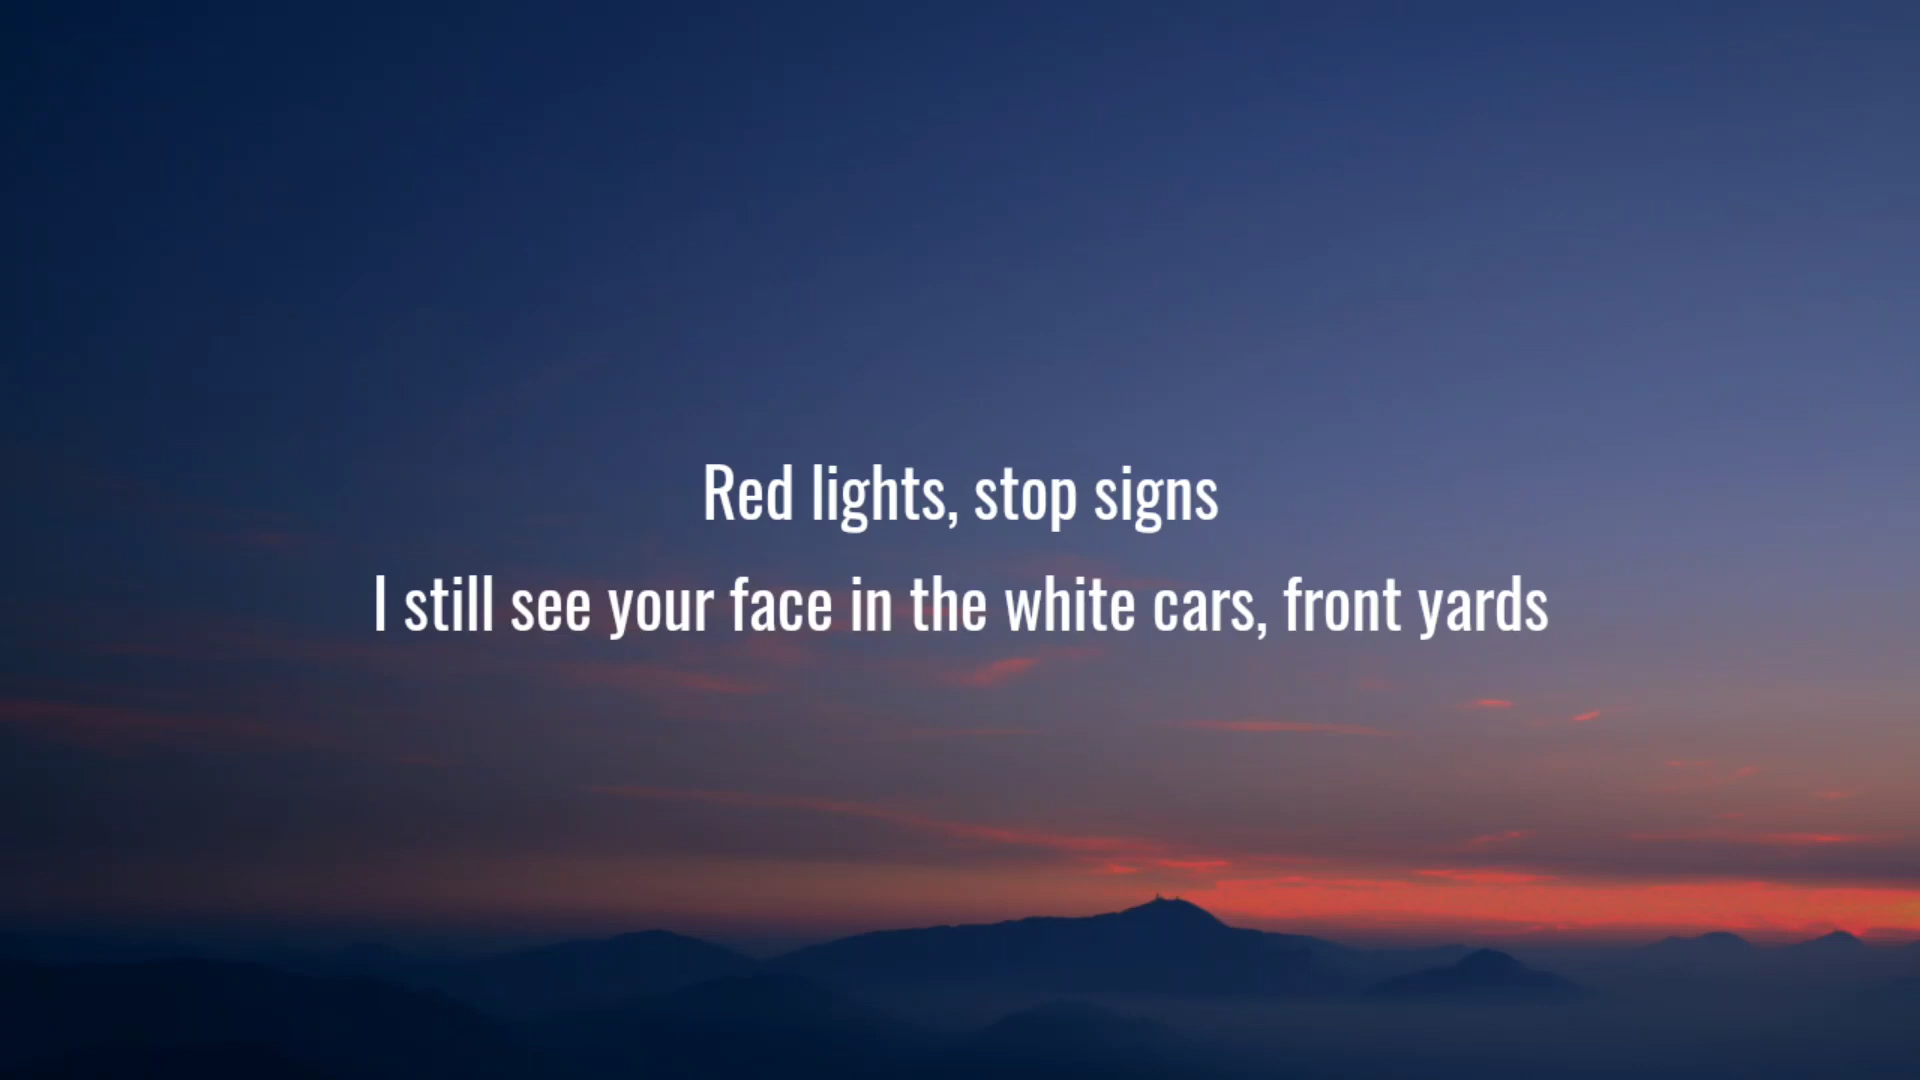 Red lights, stop signs
I still see your face in the white cars, front yards